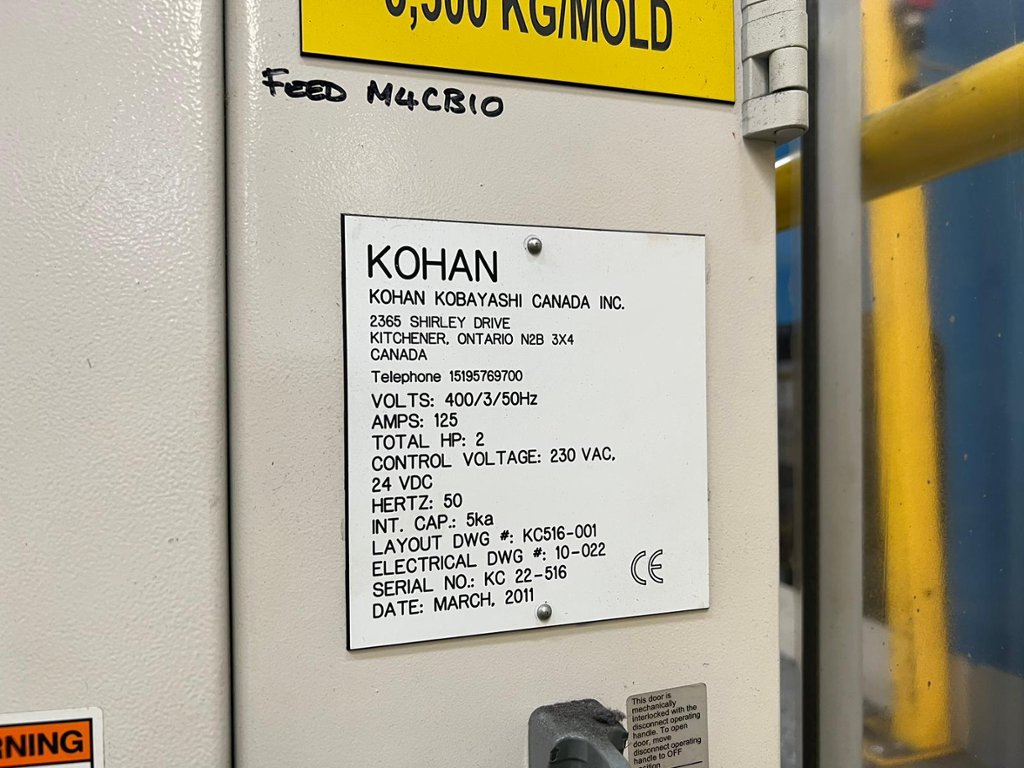 KG/MOLD
FEED M4CB10
KOHAN
KOHAN KOBAYASHI CANADA INC.
2365 SHIRLEY DRIVE
KITCHENER, ONTARIO N2B 3X4
CANADA
Telephone 15195769700
VOLTS: 400/3/50Hz
AMPS: 125
TOTAL HP: 2
CONTROL VOLTAGE: 230 VAC,
24 VDC
HERTZ: 50
INT. CAP.: 5ka
LAYOUT DWG #: KC516-001
ELECTRICAL DWG #: 10-022
SERIAL NO.: KC 22-516
DATE: MARCH, 2011
CE
This door is
mechanically
interlocked with the
disconnect operating
handle. To open
door, move
disconnect operating
handle to OFF
RNING